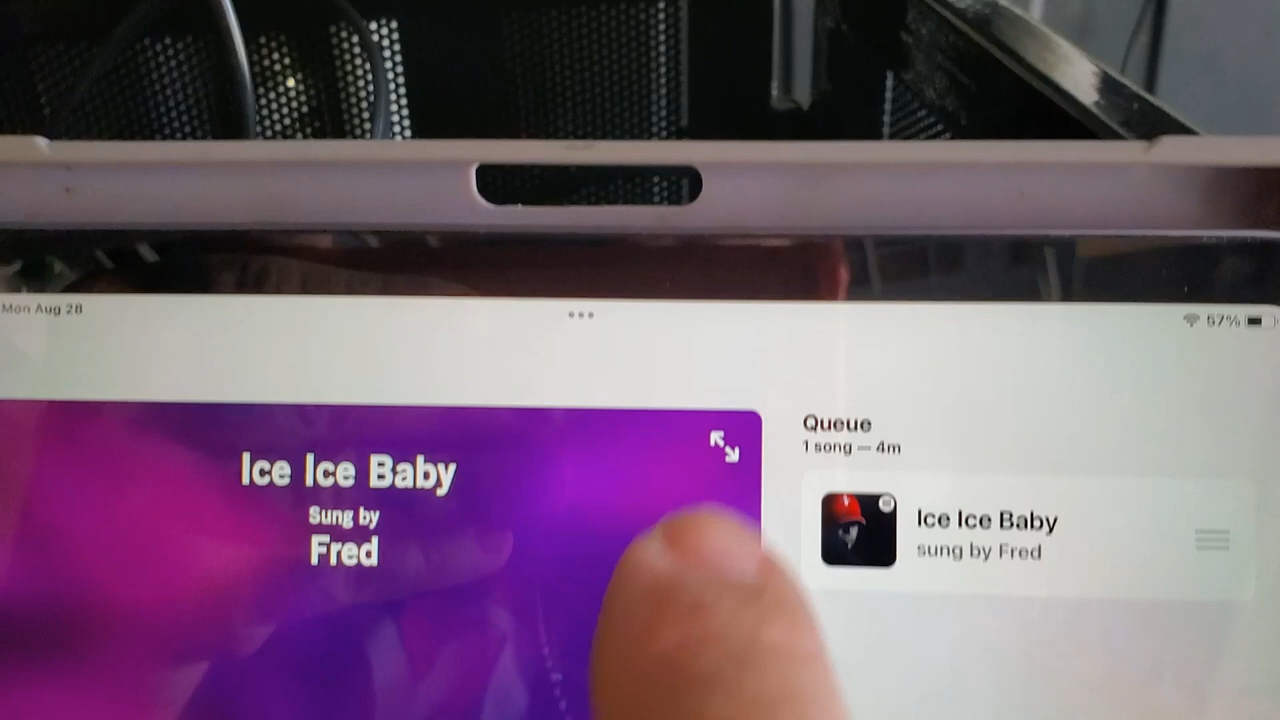 Mon Aug 28
57%
Ice Ice Baby
Sung by
Fred
Queue
1 song — 4m
Ice Ice Baby
sung by Fred